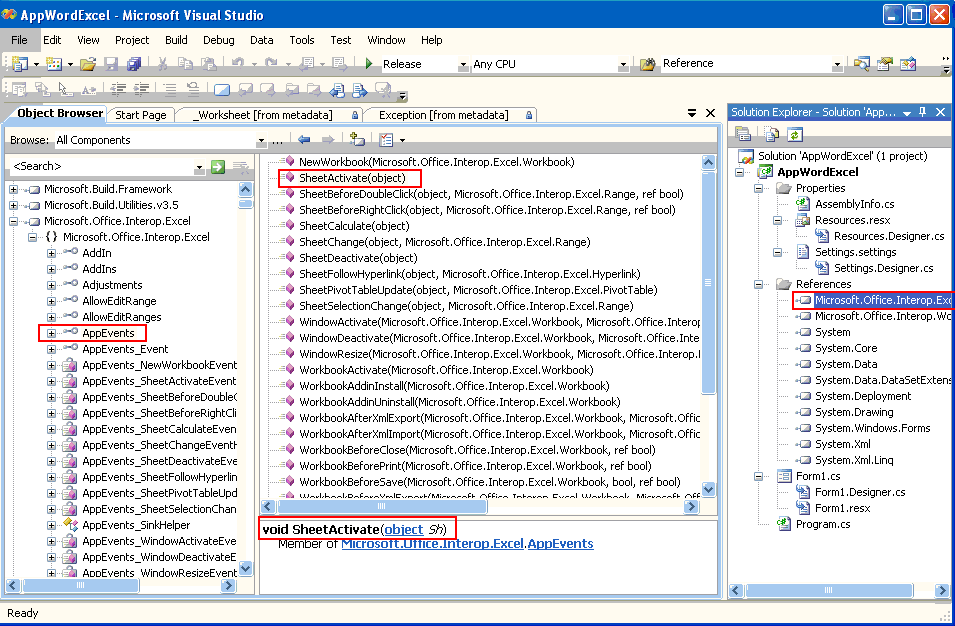 AppWordExcel - Microsoft Visual Studio
File Edit View Project Build Debug Data Tools Test Window Help
Release Any CPU Reference
Object Browser Start Page _Worksheet [from metadata] Exception [from metadata]
Browse: All Components ...
<Search>
Microsoft.Build.Framework
Microsoft.Build.Utilities.v3.5
Microsoft.Office.Interop.Excel
{} Microsoft.Office.Interop.Excel
AddIn
AddIns
Adjustments
AllowEditRange
AllowEditRanges
AppEvents
AppEvents_Event
AppEvents_NewWorkbookEvent
AppEvents_SheetActivateEvent
AppEvents_SheetBeforeDouble
AppEvents_SheetBeforeRightCli
AppEvents_SheetCalculateEven
AppEvents_SheetChangeEventH
AppEvents_SheetDeactivateEve
AppEvents_SheetFollowHyperlin
AppEvents_SheetPivotTableUpd
AppEvents_SheetSelectionChan
AppEvents_SinkHelper
AppEvents_WindowActivateEve
AppEvents_WindowDeactivateE
AppEvents_WindowResizeEvent
NewWorkbook(Microsoft.Office.Interop.Excel.Workbook)
SheetActivate(object)
SheetBeforeDoubleClick(object, Microsoft.Office.Interop.Excel.Range, ref bool)
SheetBeforeRightClick(object, Microsoft.Office.Interop.Excel.Range, ref bool)
SheetCalculate(object)
SheetChange(object, Microsoft.Office.Interop.Excel.Range)
SheetDeactivate(object)
SheetFollowHyperlink(object, Microsoft.Office.Interop.Excel.Hyperlink)
SheetPivotTableUpdate(object, Microsoft.Office.Interop.Excel.PivotTable)
SheetSelectionChange(object, Microsoft.Office.Interop.Excel.Range)
WindowActivate(Microsoft.Office.Interop.Excel.Workbook, Microsoft.Office.Interop
WindowDeactivate(Microsoft.Office.Interop.Excel.Workbook, Microsoft.Office.Inte
WindowResize(Microsoft.Office.Interop.Excel.Workbook, Microsoft.Office.Interop.
WorkbookActivate(Microsoft.Office.Interop.Excel.Workbook)
WorkbookAddinInstall(Microsoft.Office.Interop.Excel.Workbook)
WorkbookAddinUninstall(Microsoft.Office.Interop.Excel.Workbook)
WorkbookAfterXmlExport(Microsoft.Office.Interop.Excel.Workbook, Microsoft.Offic
WorkbookAfterXmlImport(Microsoft.Office.Interop.Excel.Workbook, Microsoft.Offic
WorkbookBeforeClose(Microsoft.Office.Interop.Excel.Workbook, ref bool)
WorkbookBeforePrint(Microsoft.Office.Interop.Excel.Workbook, ref bool)
WorkbookBeforeSave(Microsoft.Office.Interop.Excel.Workbook, bool, ref bool)
WorkbookBeforeXmlExport(Microsoft.Office.Interop.Excel.Workbook, Microsoft.Offi
void SheetActivate(object Sh)
Member of Microsoft.Office.Interop.Excel.AppEvents
Solution Explorer - Solution 'App...
Solution 'AppWordExcel' (1 project)
AppWordExcel
Properties
AssemblyInfo.cs
Resources.resx
Resources.Designer.cs
Settings.settings
Settings.Designer.cs
References
Microsoft.Office.Interop.Exc
Microsoft.Office.Interop.Wo
System
System.Core
System.Data
System.Data.DataSetExtens
System.Deployment
System.Drawing
System.Windows.Forms
System.Xml
System.Xml.Linq
Form1.cs
Form1.Designer.cs
Form1.resx
Program.cs
Ready